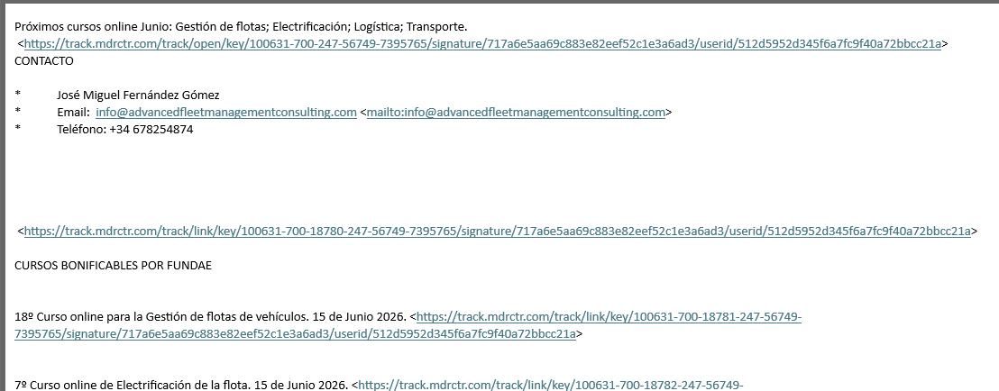 Próximos cursos online Junio: Gestión de flotas; Electrificación; Logística; Transporte.
<https://track.mdrctr.com/track/open/key/100631-700-247-56749-7395765/signature/717a6e5aa69c883e82eef52c1e3a6ad3/userid/512d5952d345f6a7fc9f40a72bbcc21a>
CONTACTO
* José Miguel Fernández Gómez
* Email: info@advancedfleetmanagementconsulting.com <mailto:info@advancedfleetmanagementconsulting.com>
* Teléfono: +34 678254874
<https://track.mdrctr.com/track/link/key/100631-700-18780-247-56749-7395765/signature/717a6e5aa69c883e82eef52c1e3a6ad3/userid/512d5952d345f6a7fc9f40a72bbcc21a>
CURSOS BONIFICABLES POR FUNDAE
18º Curso online para la Gestión de flotas de vehículos. 15 de Junio 2026. <https://track.mdrctr.com/track/link/key/100631-700-18781-247-56749-
7395765/signature/717a6e5aa69c883e82eef52c1e3a6ad3/userid/512d5952d345f6a7fc9f40a72bbcc21a>
7º Curso online de Electrificación de la flota. 15 de Junio 2026. <https://track.mdrctr.com/track/link/key/100631-700-18782-247-56749-